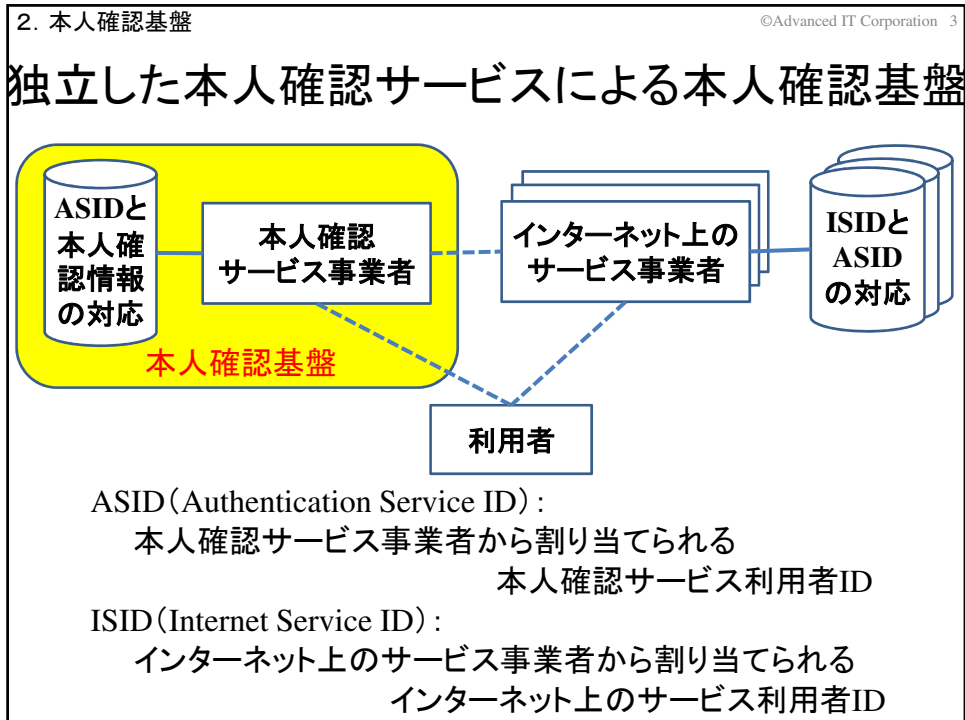 ２．本人確認基盤
©Advanced IT Corporation 3
独立した本人確認サービスによる本人確認基盤
ASIDと
本人確
認情報
の対応
本人確認
サービス事業者
インターネット上の
サービス事業者
ISIDと
ASID
の対応
本人確認基盤
利用者
ASID（Authentication Service ID）：
本人確認サービス事業者から割り当てられる
本人確認サービス利用者ID
ISID（Internet Service ID）：
インターネット上のサービス事業者から割り当てられる
インターネット上のサービス利用者ID